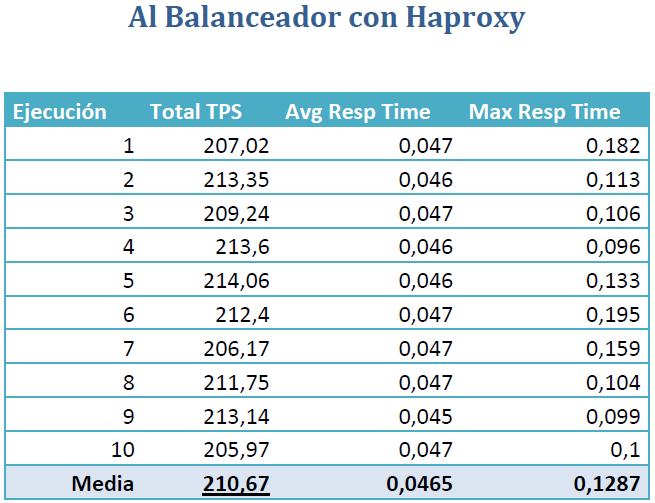 Al Balanceador con Haproxy
Ejecución Total TPS Avg Resp Time Max Resp Time
1 207,02 0,047 0,182
2 213,35 0,046 0,113
3 209,24 0,047 0,106
4 213,6 0,046 0,096
5 214,06 0,046 0,133
6 212,4 0,047 0,195
7 206,17 0,047 0,159
8 211,75 0,047 0,104
9 213,14 0,045 0,099
10 205,97 0,047 0,1
Media 210,67 0,0465 0,1287